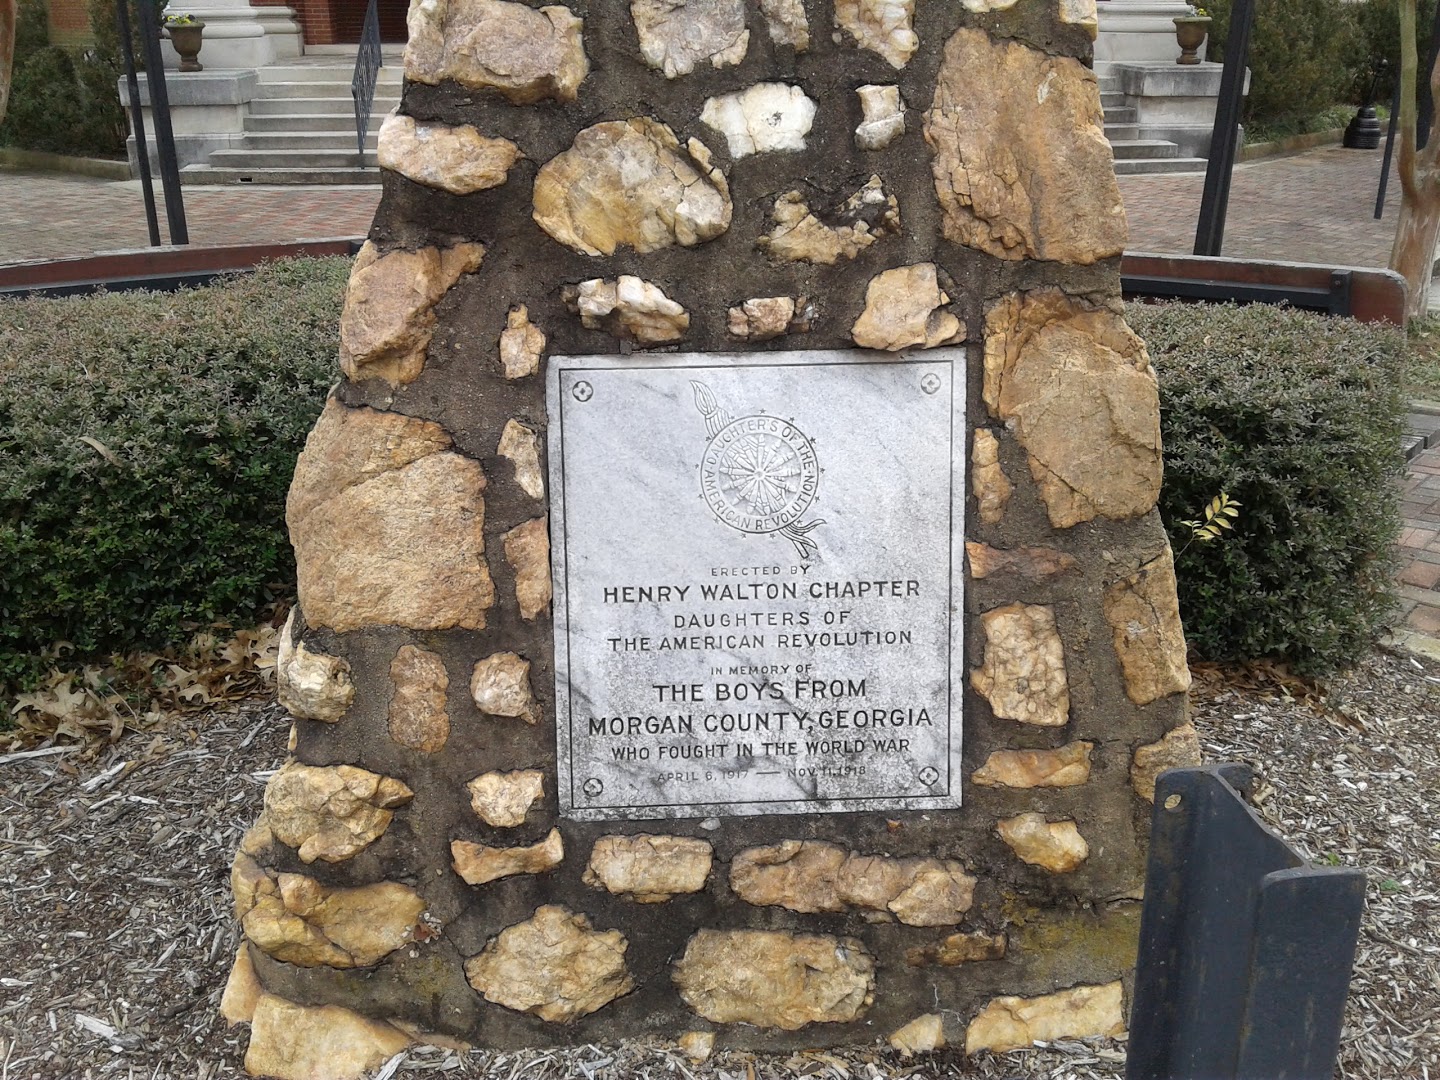 DAUGHTERS OF THE
AMERICAN REVOLUTION
ERECTED BY
HENRY WALTON CHAPTER
DAUGHTERS OF
THE AMERICAN REVOLUTION
IN MEMORY OF
THE BOYS FROM
MORGAN COUNTY, GEORGIA
WHO FOUGHT IN THE WORLD WAR
APRIL 6, 1917 — NOV. 11, 1918